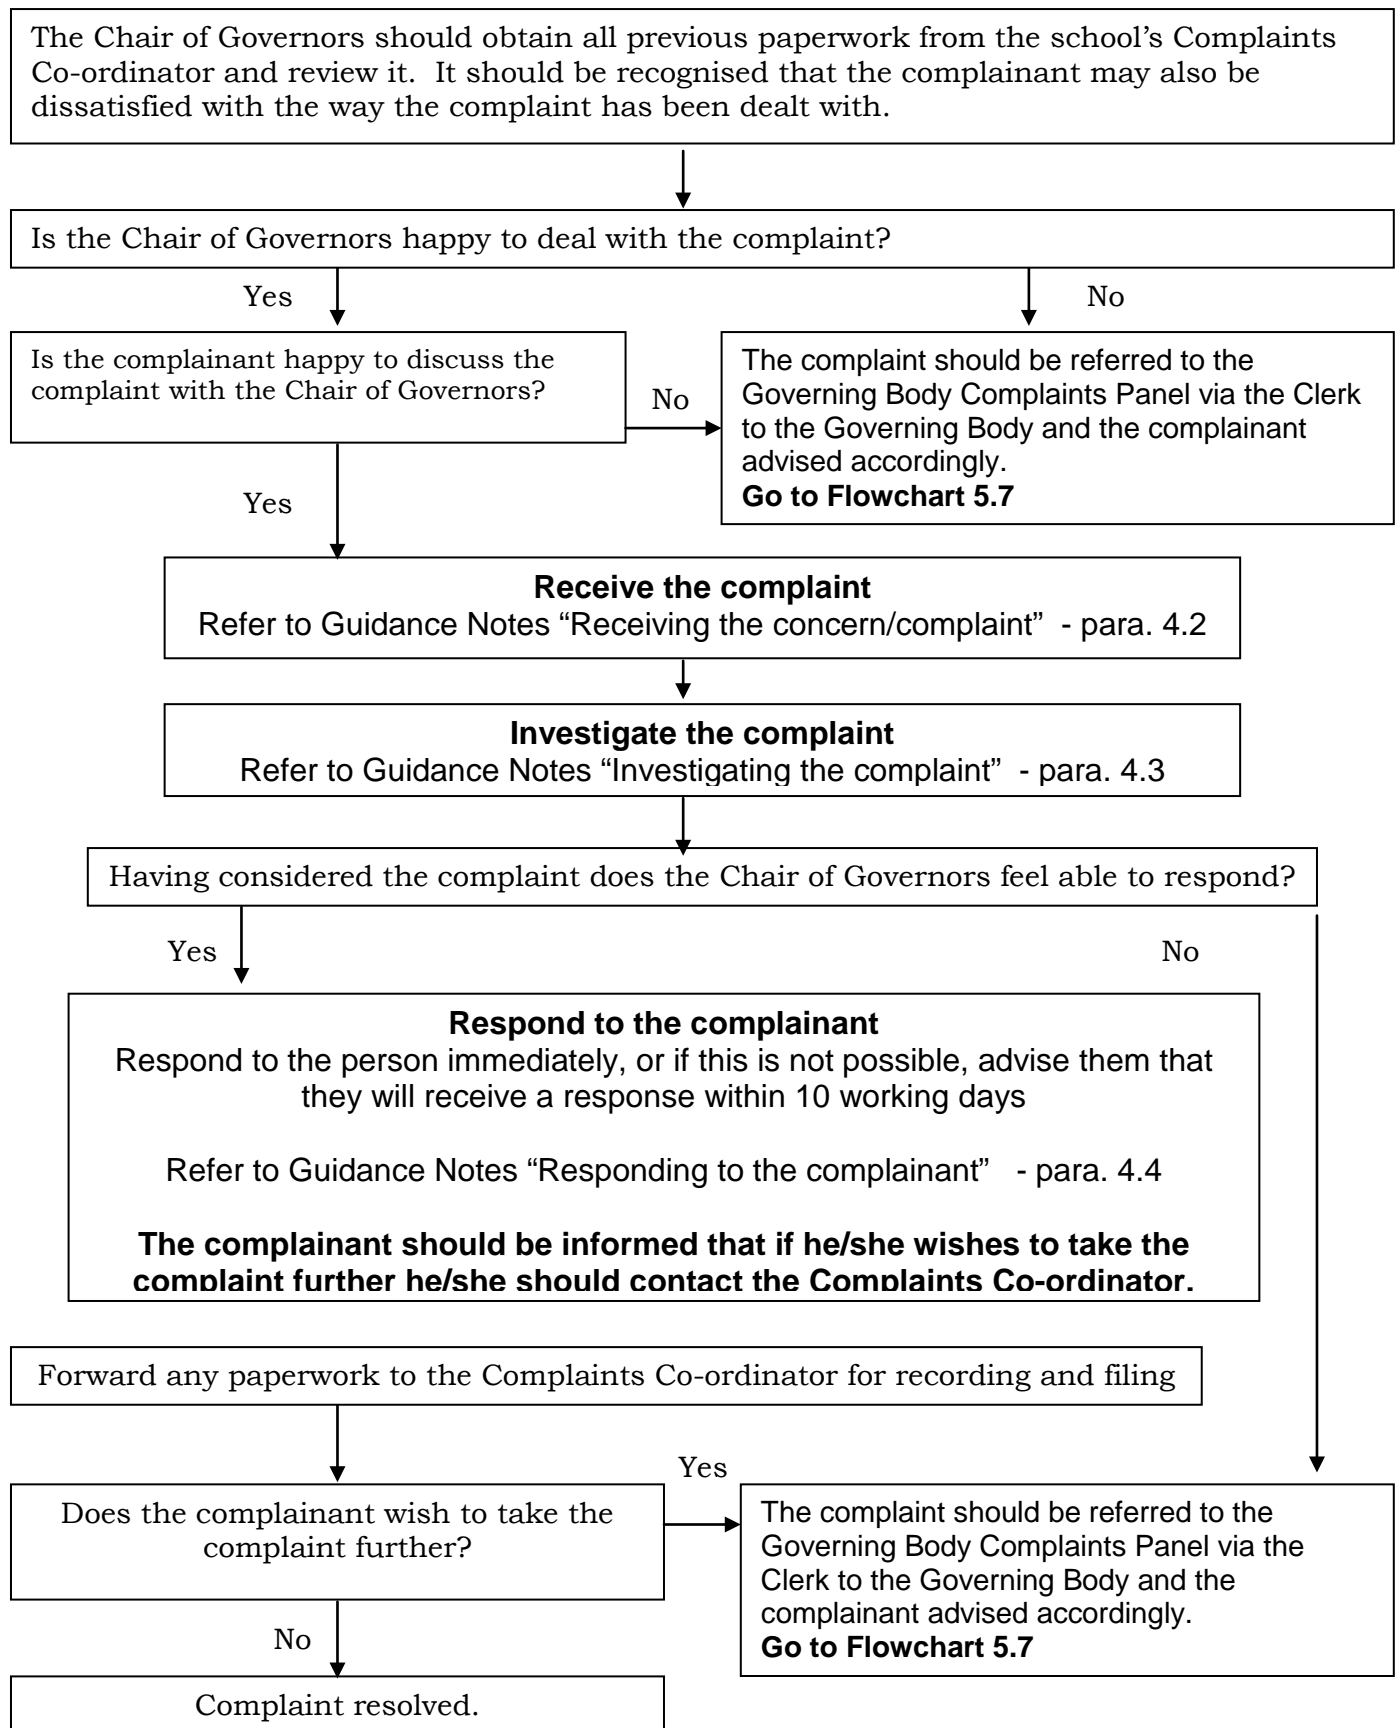 The Chair of Governors should obtain all previous paperwork from the school’s Complaints
Co-ordinator and review it.  It should be recognised that the complainant may also be
dissatisfied with the way the complaint has been dealt with.
Is the Chair of Governors happy to deal with the complaint?
Yes
No
Is the complainant happy to discuss the
complaint with the Chair of Governors?
No
The complaint should be referred to the
Governing Body Complaints Panel via the Clerk
to the Governing Body and the complainant
advised accordingly.
Go to Flowchart 5.7
Yes
Receive the complaint
Refer to Guidance Notes “Receiving the concern/complaint”  - para. 4.2
Investigate the complaint
Refer to Guidance Notes “Investigating the complaint”  - para. 4.3
Having considered the complaint does the Chair of Governors feel able to respond?
Yes
No
Respond to the complainant
Respond to the person immediately, or if this is not possible, advise them that
they will receive a response within 10 working days
Refer to Guidance Notes “Responding to the complainant”   - para. 4.4
The complainant should be informed that if he/she wishes to take the
complaint further he/she should contact the Complaints Co-ordinator.
Forward any paperwork to the Complaints Co-ordinator for recording and filing
Does the complainant wish to take the
complaint further?
Yes
The complaint should be referred to the
Governing Body Complaints Panel via the
Clerk to the Governing Body and the
complainant advised accordingly.
Go to Flowchart 5.7
No
Complaint resolved.